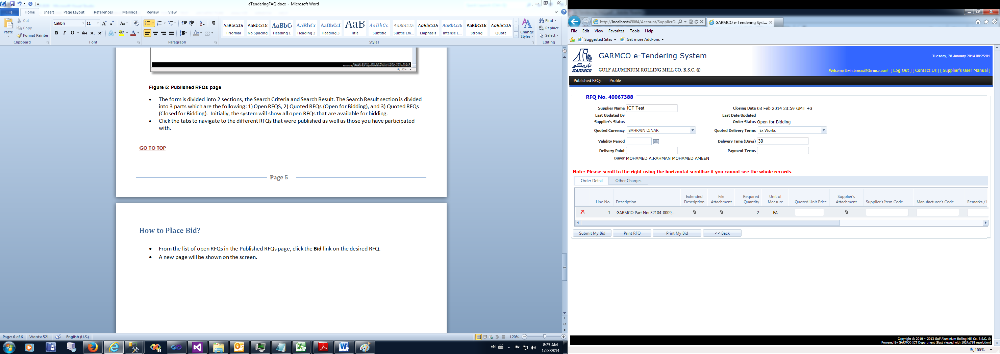 eTenderingFAQ.docx - Microsoft Word
File Home Insert Page Layout References Mailings Review View
Paste
Cut
Copy
Format Painter
Clipboard
Calibri 11
Font
Paragraph
AaBbCcDc AaBbCcDc AaBbC AaBbCc AaBbCcI AaB AaBbCc. AaBbCcDc AaBbCcDc AaBbCcDc AaBbCcDc AaBbCcDc
¶ Normal No Spacing Heading 1 Heading 2 Heading 3 Title Subtitle Subtle Em... Emphasis Intense E... Strong Quote
Styles
Change Styles
Find
Replace
Select
Editing
Copyright © 2010 ~ 2013 Gulf Aluminium Rolling Mill Co. B.S.C. ©
Powered By GARMCO ICT Department (Best viewed with 1024x768 resolution)
100%
Figure 5: Published RFQs page
• The form is divided into 2 sections, the Search Criteria and Search Result. The Search Result section is divided
into 3 parts which are the following: 1) Open RFQS, 2) Quoted RFQs (Open for Bidding), and 3) Quoted RFQs
(Closed for Bidding). Initially, the system will show all open RFQs that are available for bidding.
• Click the tabs to navigate to the different RFQs that were published as well as those you have participated
with.
GO TO TOP
Page 5
How to Place Bid?
• From the list of open RFQs in the Published RFQs page, click the Bid link on the desired RFQ.
• A new page will be shown on the screen.
Page: 6 of 6 Words: 521 English (U.S.) 120%
EN 8:25 AM
1/28/2014
http://localhost:49064/Account/SupplierO GARMCO e-Tendering Syst...
File Edit View Favorites Tools Help
Suggested Sites Get more Add-ons
جارمكو
GARMCO
GARMCO e-Tendering System
GULF ALUMINIUM ROLLING MILL CO. B.S.C. ©
Tuesday, 28 January 2014 08:25:01
Welcome Ervin.brosas@Garmco.com! [ Log Out ] [ Contact Us ] [ Supplier's User Manual ]
Published RFQs Profile
RFQ No. 40067388
Supplier Name ICT Test Closing Date 03 Feb 2014 23:59 GMT +3
Last Updated By Last Date Updated
Supplier's Status Order Status Open for Bidding
Quoted Currency BAHRAIN DINAR. Quoted Delivery Terms Ex Works
Validity Period Delivery Time (Days) 30
Delivery Point Payment Terms
Buyer MOHAMED A.RAHMAN MOHAMED AMEEN
Note: Please scroll to the right using the horizontal scrollbar if you cannot see the whole records.
Order Detail Other Charges
Line No. Description Extended Description File Attachment Required Quantity Unit of Measure Quoted Unit Price Supplier's Attachment Supplier's Item Code Manufacturer's Code Remarks /
1 GARMCO Part No: 32104-0009,... 2 EA
Submit My Bid Print RFQ Print My Bid << Back
Copyright © 2010 ~ 2013 Gulf Aluminium Rolling Mill Co. B.S.C. ©
Powered By GARMCO ICT Department (Best viewed with 1024x768 resolution)
100%